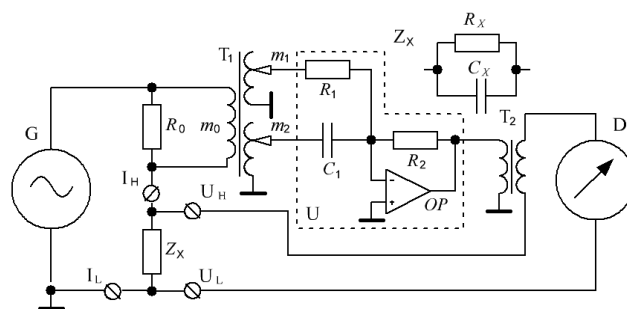 R_X
Z_X
C_X
T_1
m_1
R_1
T_2
G
R_0
m_0
m_2
C_1
R_2
D
I_H
U_H
-
+
OP
U
Z_X
I_L
U_L